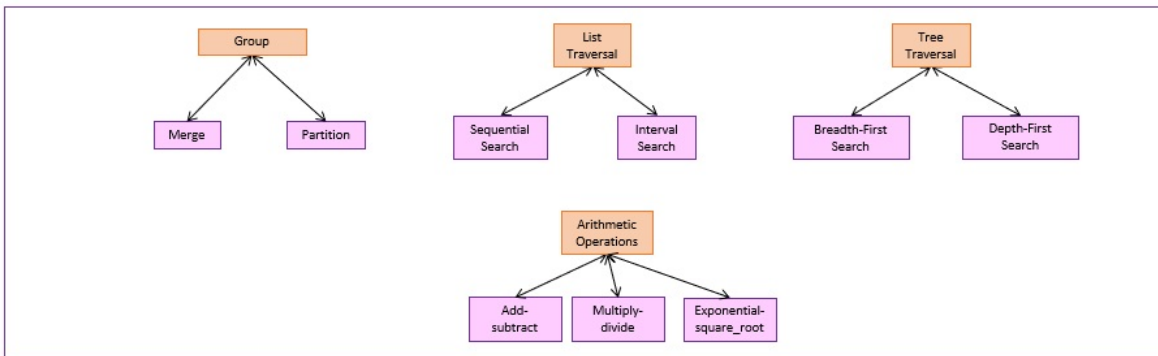 Group
List
Traversal
Tree
Traversal
Merge
Partition
Sequential
Search
Interval
Search
Breadth-First
Search
Depth-First
Search
Arithmetic
Operations
Add-
subtract
Multiply-
divide
Exponential-
square_root